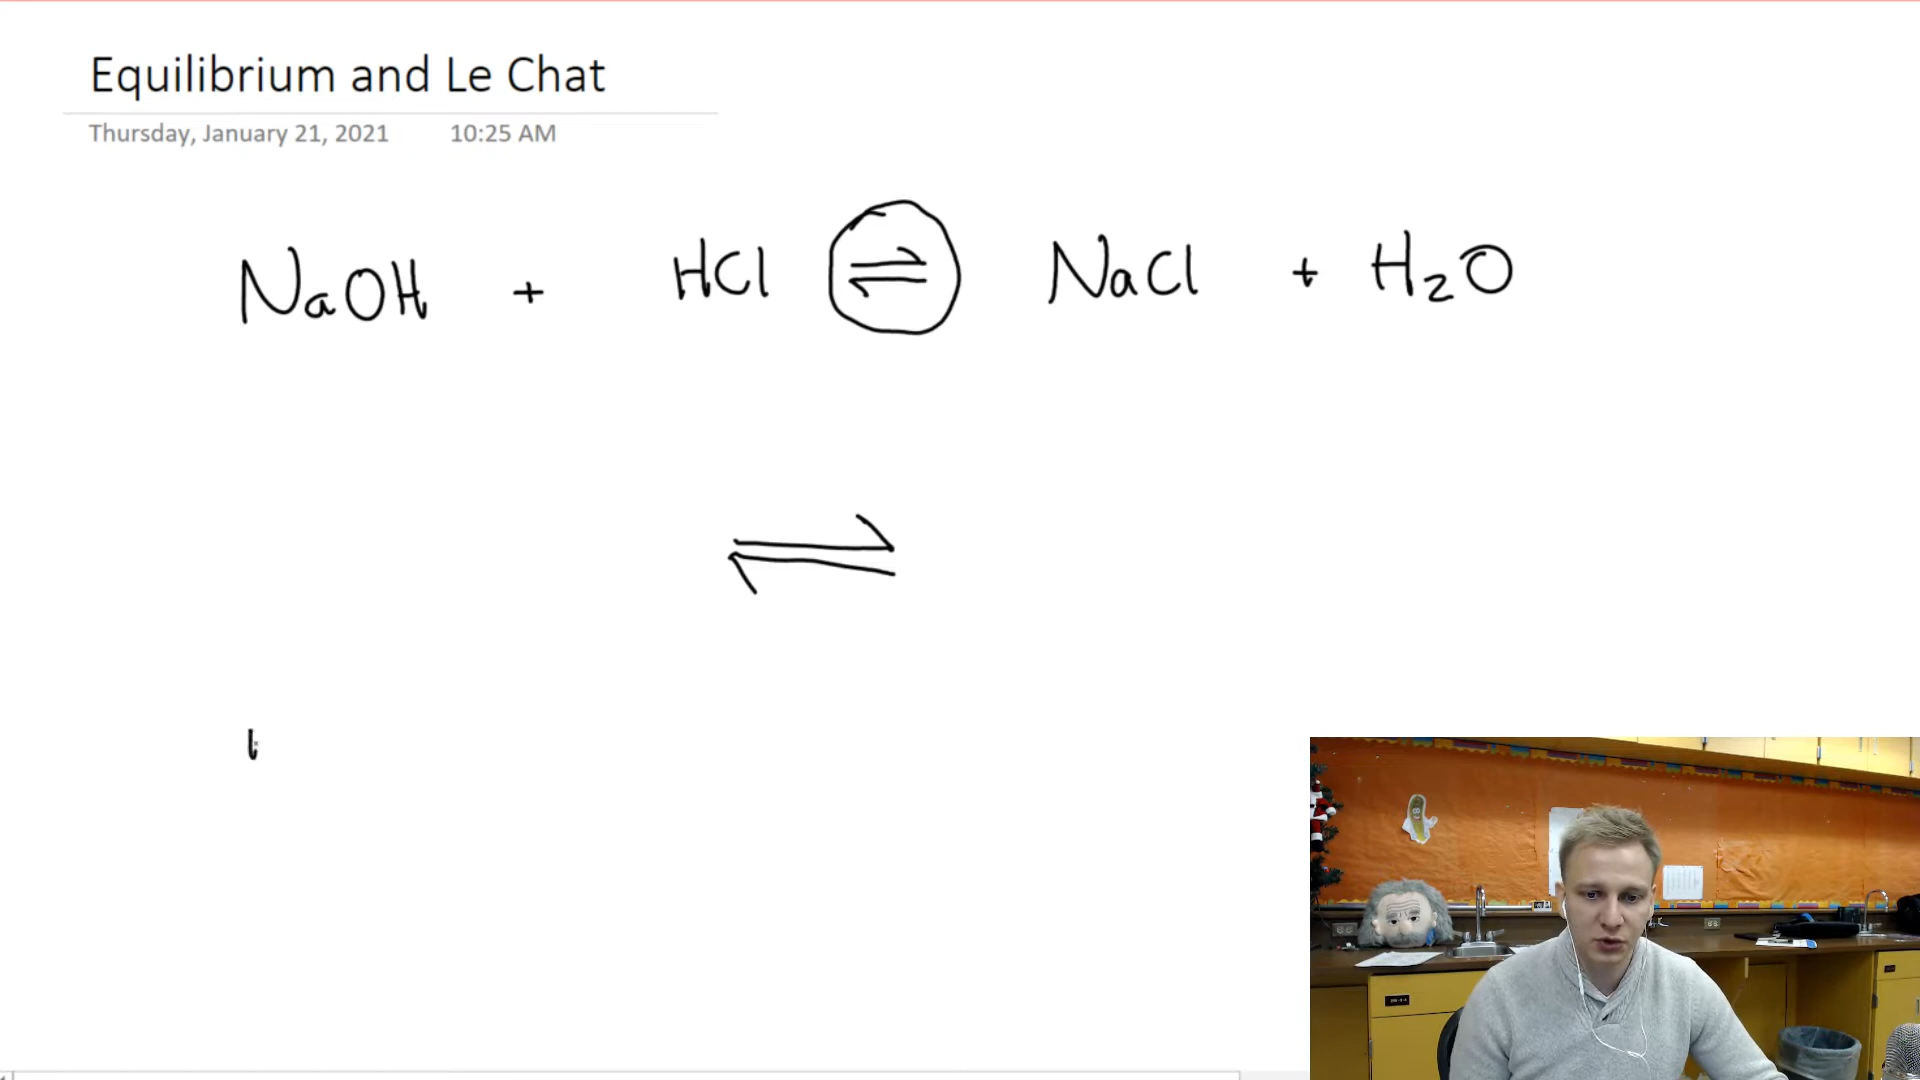 Equilibrium and Le Chat
Thursday, January 21, 2021 10:25 AM
NaOH + HCl ⇌ NaCl + H₂O
⇌